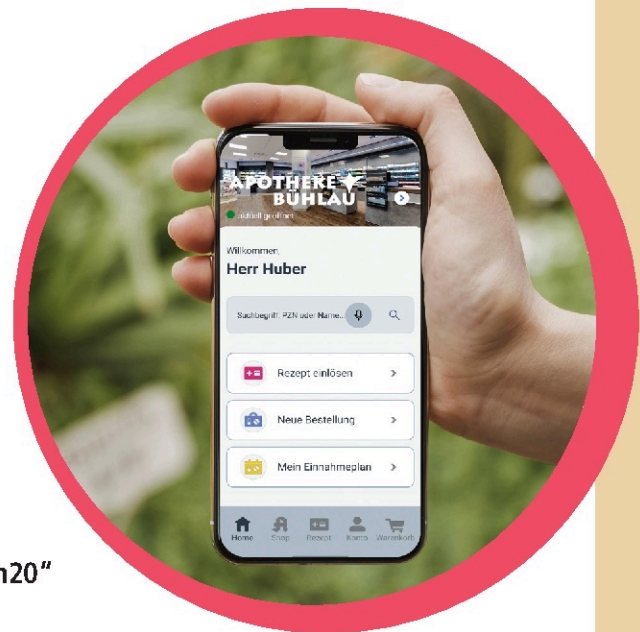 APOTHEKE
BÜHLAU
aktuell geöffnet
Willkommen,
Herr Huber
Suchbegriff, PZN oder Name...
Rezept einlösen
Neue Bestellung
Mein Einnahmeplan
Home Shop Rezept Konto Warenkorb
n20“